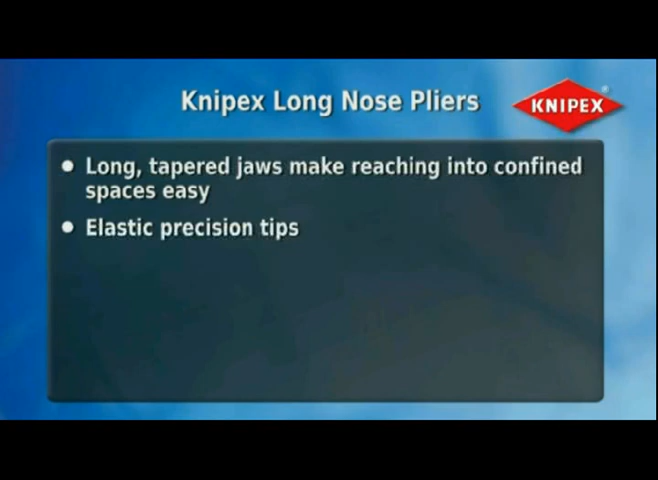 Knipex Long Nose Pliers
KNIPEX®
• Long, tapered jaws make reaching into confined
spaces easy
• Elastic precision tips